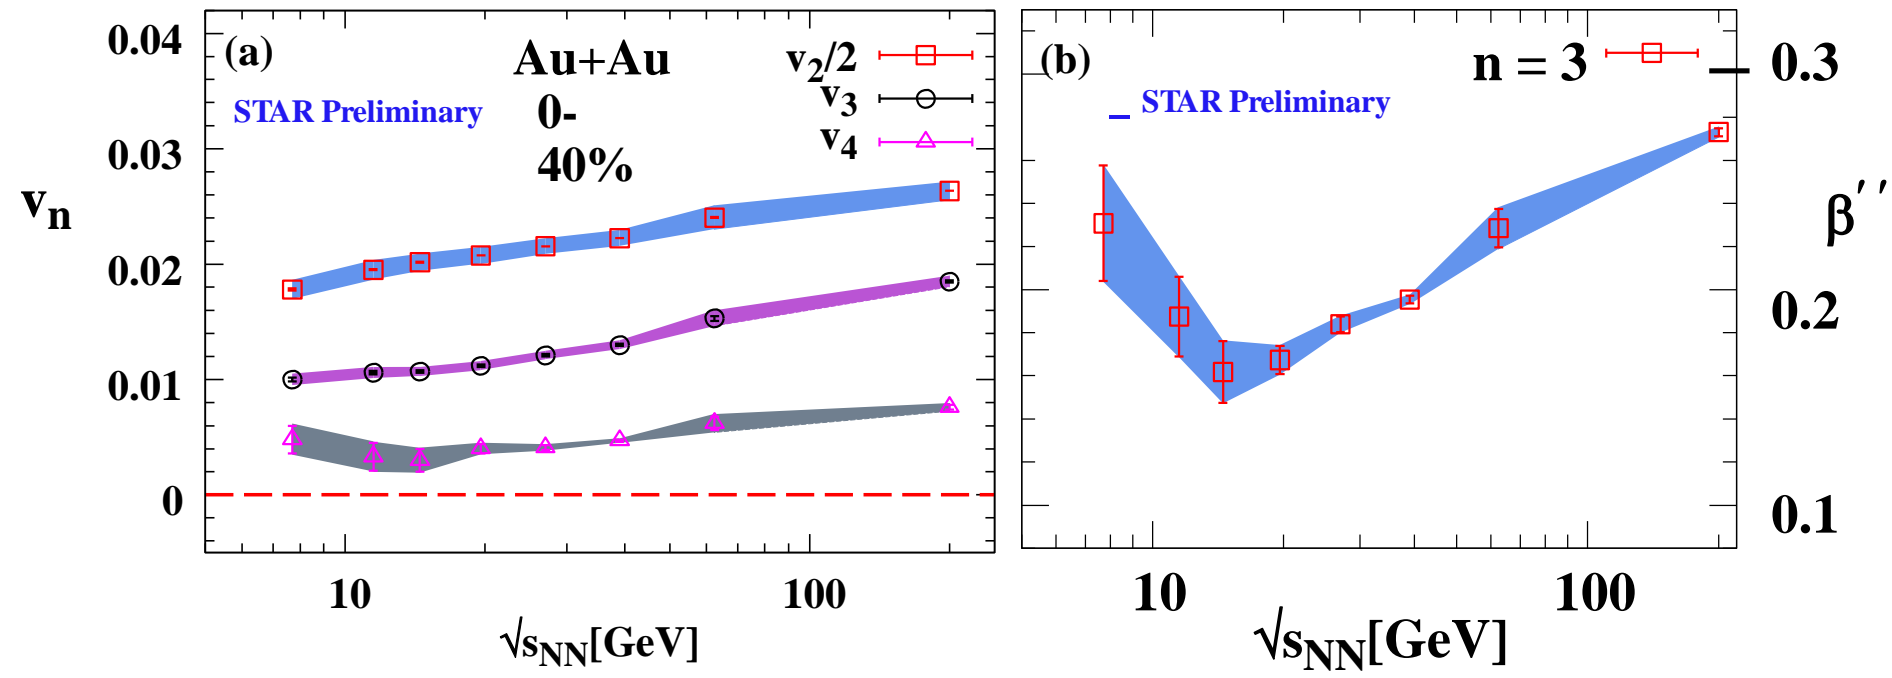 (a)
Au+Au
0-
40%
STAR Preliminary
v2/2
v3
v4
0.04
0.03
0.02
0.01
0
vn
10
100
√sNN[GeV]
(b)
n = 3
STAR Preliminary
0.3
0.2
0.1
β′′
10
100
√sNN[GeV]